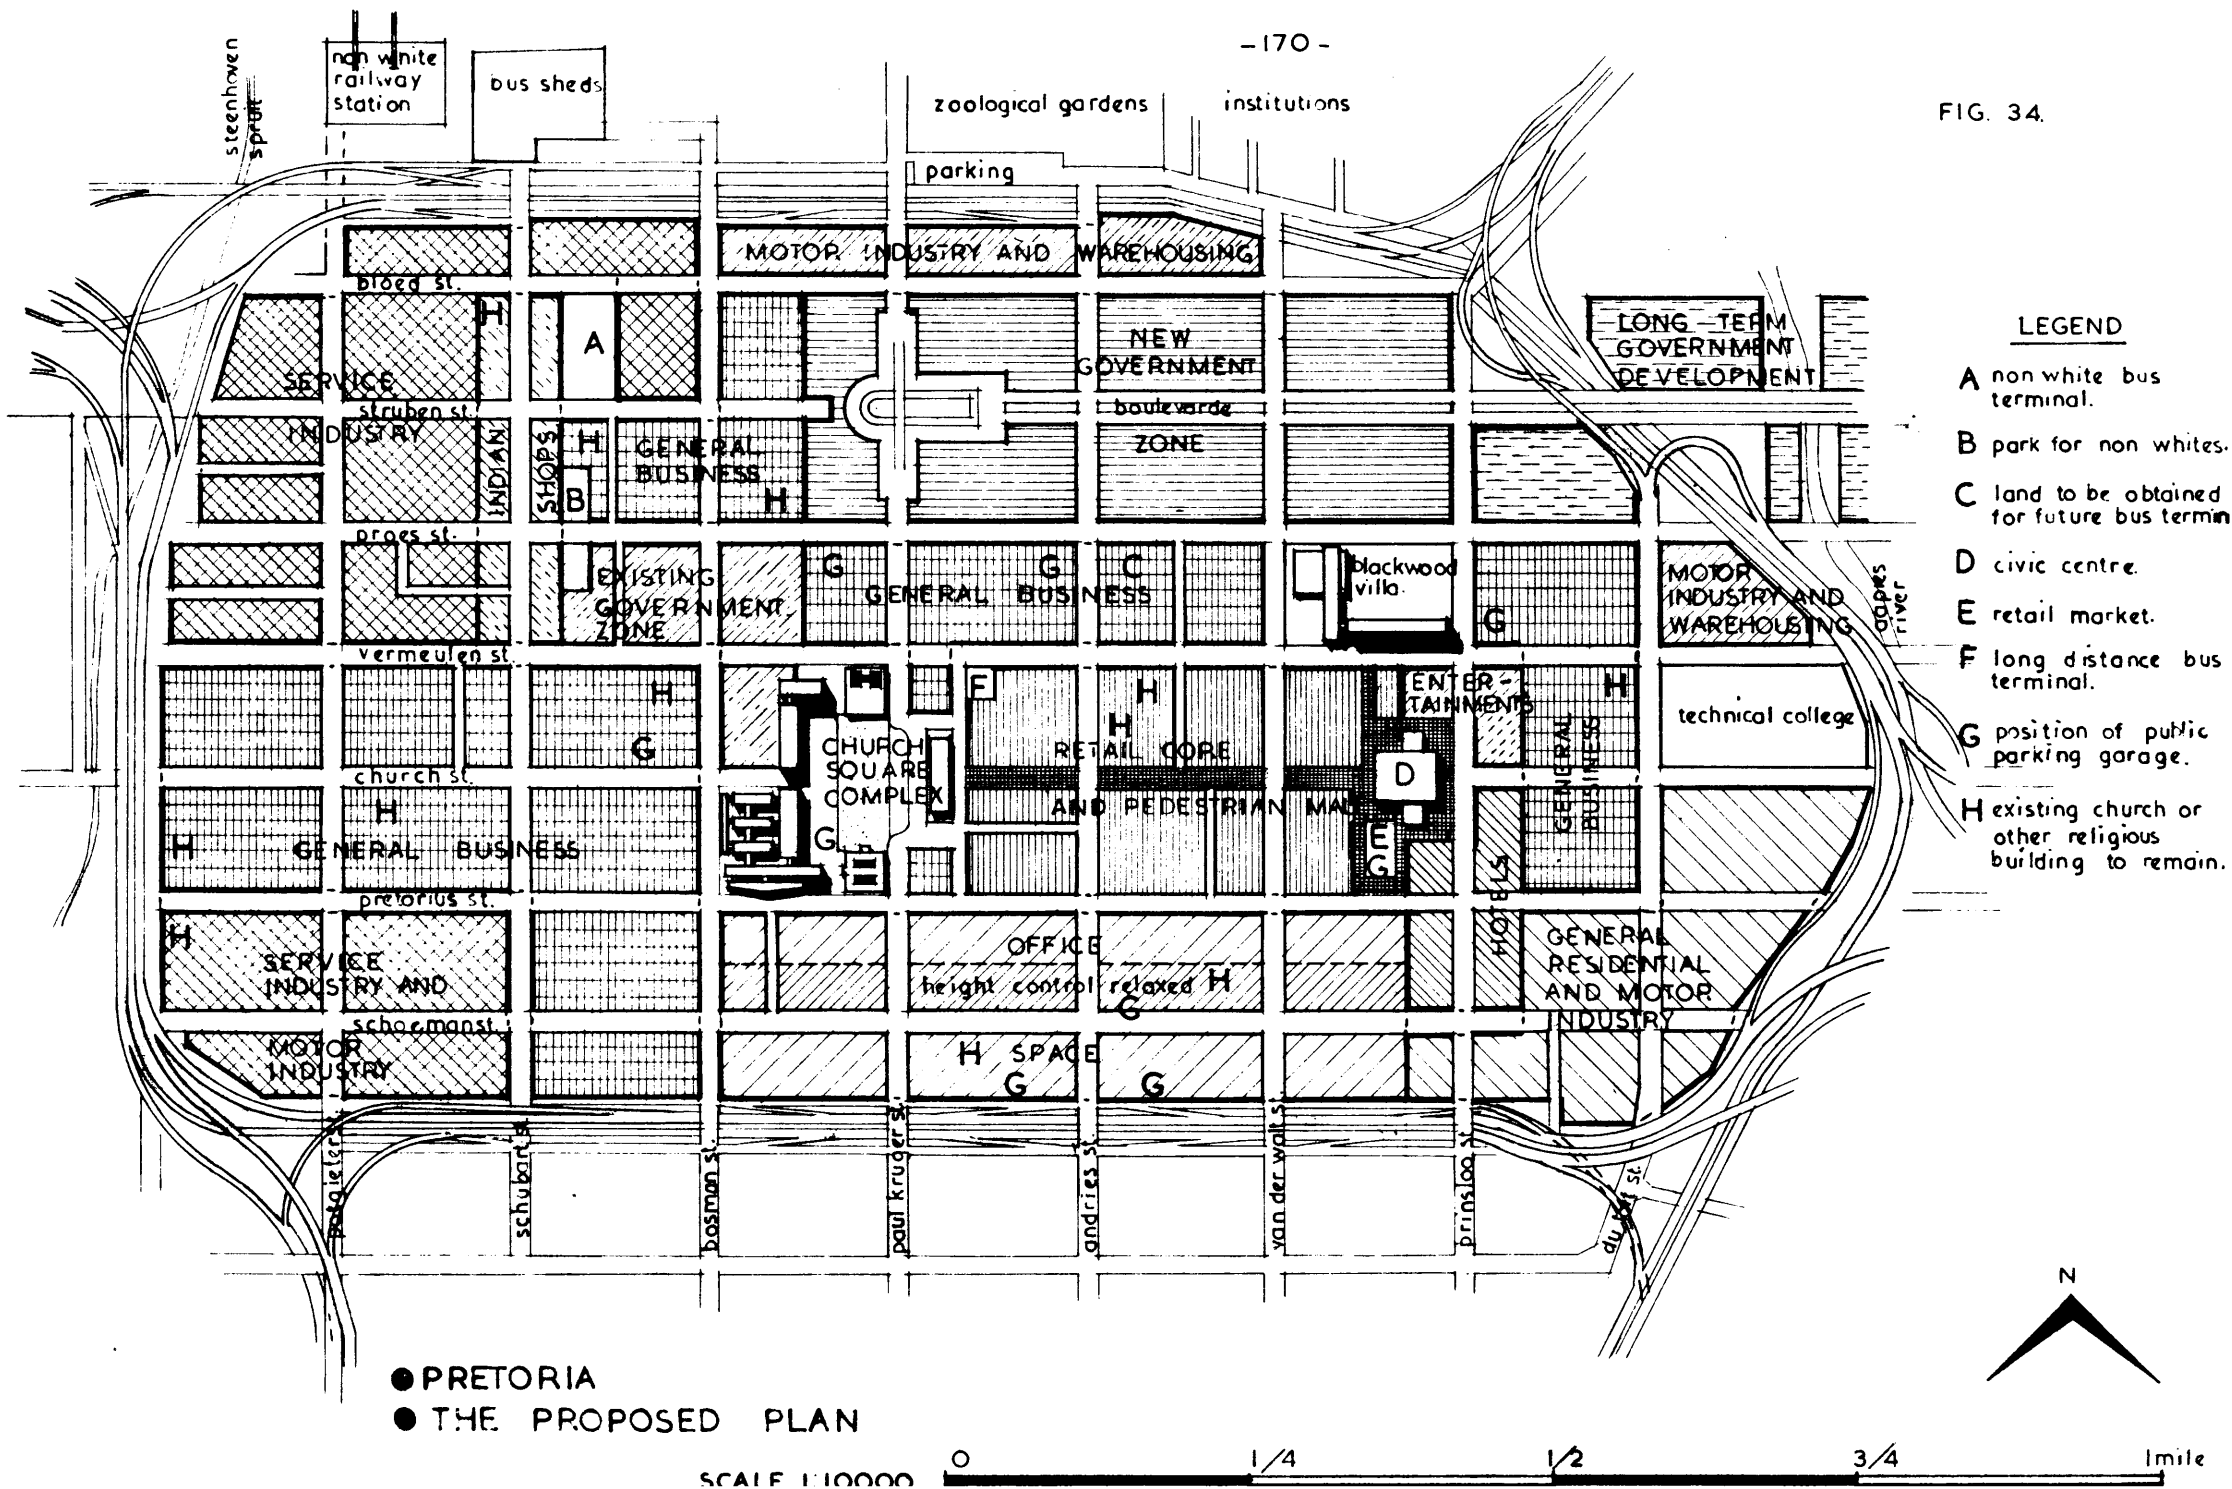 -170-
FIG. 34.
steenhoven
spruit
non white
railway
station
bus sheds
zoological gardens
institutions
parking
MOTOR INDUSTRY AND WAREHOUSING
bloed st.
H
A
SERVICE
INDUSTRY
struben st.
INDIAN
SHOPS
H
B
GENERAL
BUSINESS
H
NEW
GOVERNMENT
boulevarde
ZONE
LONG TERM
GOVERNMENT
DEVELOPMENT
proes st.
EXISTING
GOVERNMENT
ZONE
G
G
C
GENERAL BUSINESS
blackwood
villa.
G
MOTOR
INDUSTRY AND
WAREHOUSING
aapies
river
vermeulen st.
H
G
H
CHURCH
SQUARE
COMPLEX
G
F
H
H
RETAIL CORE
AND PEDESTRIAN MALL
ENTER-
TAINMENTS
D
E
G
H
GENERAL
BUSINESS
technical college
church st.
H
H
GENERAL BUSINESS
pretorius st.
H
SERVICE
INDUSTRY AND
schoeman st.
MOTOR
INDUSTRY
OFFICE
height control relaxed
H
G
H
SPACE
G
G
HOTELS
GENERAL
RESIDENTIAL
AND MOTOR
INDUSTRY
potgieter st.
schubart st.
bosman st.
paul kruger st.
andries st.
van der walt s
prinsloo st.
du toit st.
LEGEND
A non white bus
terminal.
B park for non whites.
C land to be obtained
for future bus termin
D civic centre.
E retail market.
F long distance bus
terminal.
G position of public
parking garage.
H existing church or
other religious
building to remain.
N
PRETORIA
THE PROPOSED PLAN
SCALE 1:10000
0 1/4 1/2 3/4 1mile